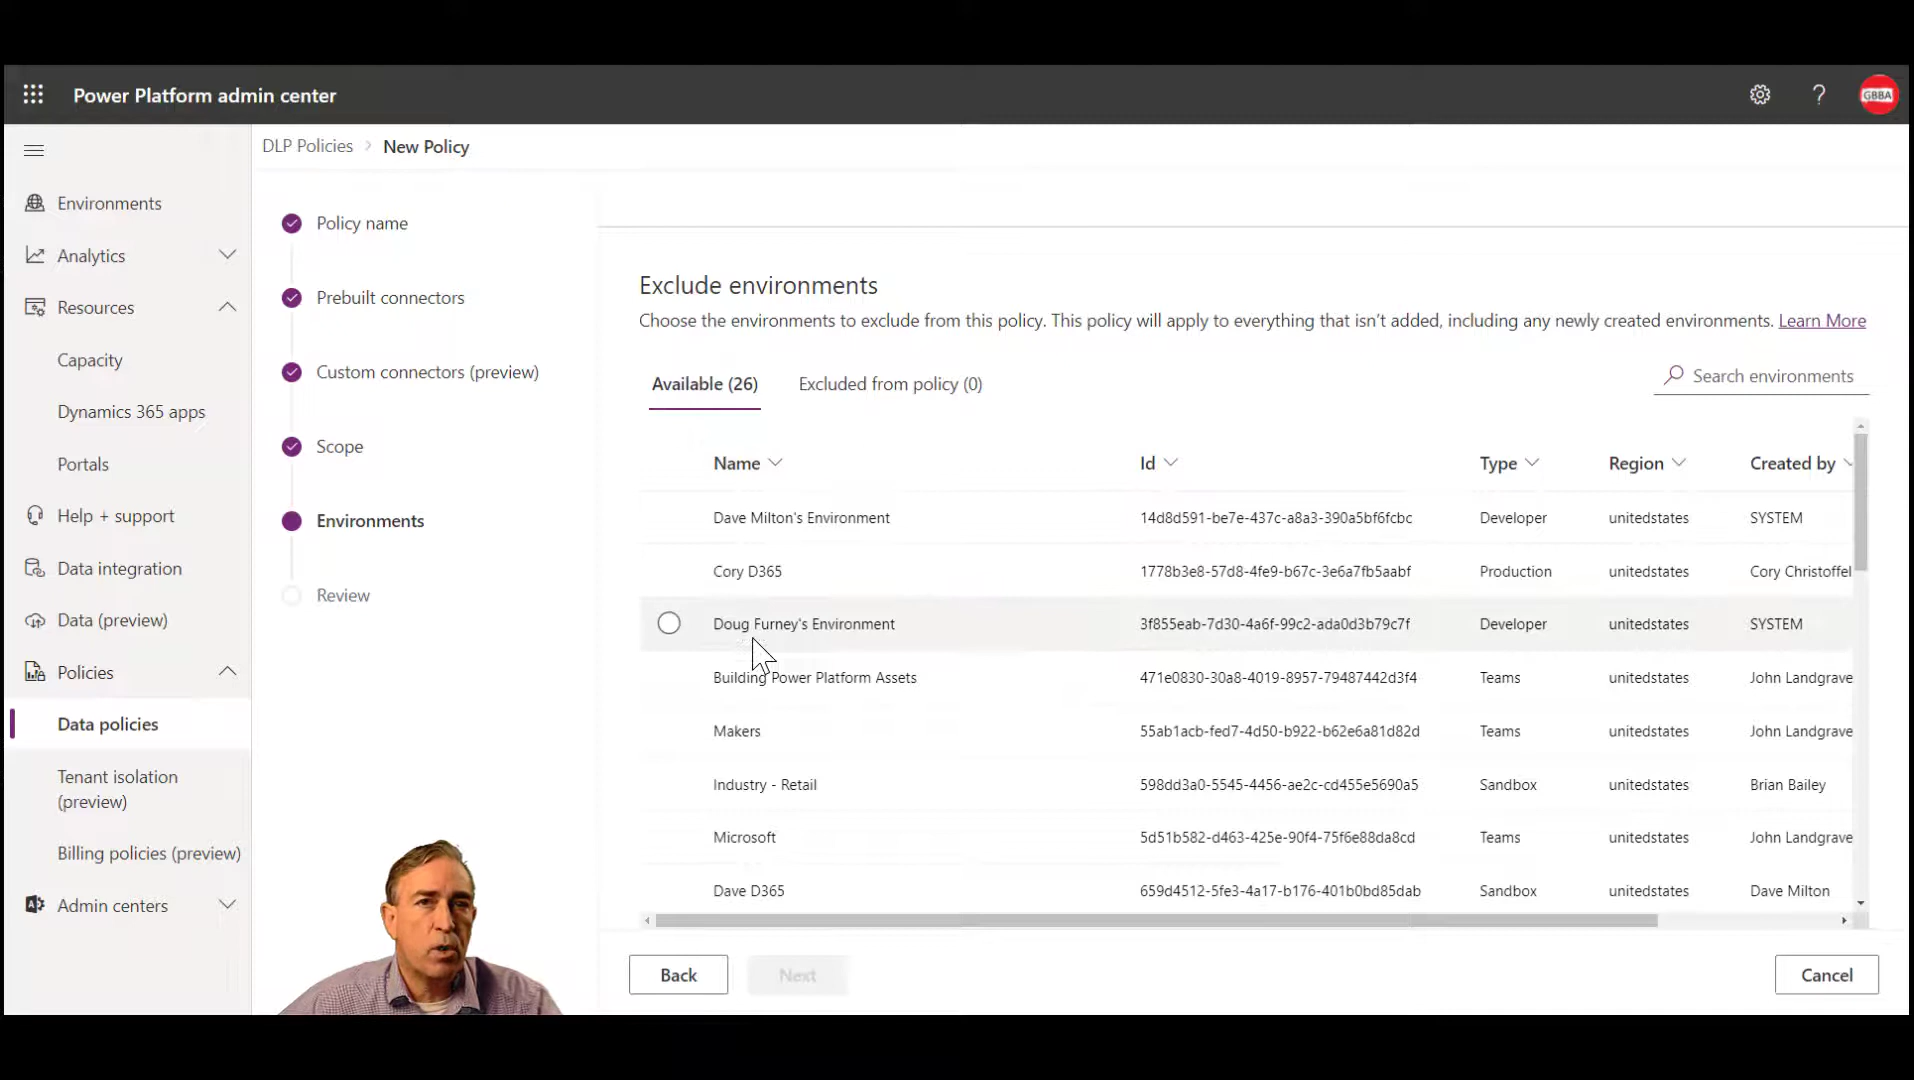 Power Platform admin center
GBBA
DLP Policies > New Policy
Environments
Analytics
Resources
Capacity
Dynamics 365 apps
Portals
Help + support
Data integration
Data (preview)
Policies
Data policies
Tenant isolation
(preview)
Billing policies (preview)
Admin centers
Policy name
Prebuilt connectors
Custom connectors (preview)
Scope
Environments
Review
Exclude environments
Choose the environments to exclude from this policy. This policy will apply to everything that isn't added, including any newly created environments. Learn More
Available (26) Excluded from policy (0)
Search environments
Name Id Type Region Created by
Dave Milton's Environment 14d8d591-be7e-437c-a8a3-390a5bf6fcbc Developer unitedstates SYSTEM
Cory D365 1778b3e8-57d8-4fe9-b67c-3e6a7fb5aabf Production unitedstates Cory Christoffel
Doug Furney's Environment 3f855eab-7d30-4a6f-99c2-ada0d3b79c7f Developer unitedstates SYSTEM
Building Power Platform Assets 471e0830-30a8-4019-8957-79487442d3f4 Teams unitedstates John Landgrave
Makers 55ab1acb-fed7-4d50-b922-b62e6a81d82d Teams unitedstates John Landgrave
Industry - Retail 598dd3a0-5545-4456-ae2c-cd455e5690a5 Sandbox unitedstates Brian Bailey
Microsoft 5d51b582-d463-425e-90f4-75f6e88da8cd Teams unitedstates John Landgrave
Dave D365 659d4512-5fe3-4a17-b176-401b0bd85dab Sandbox unitedstates Dave Milton
Back Next Cancel